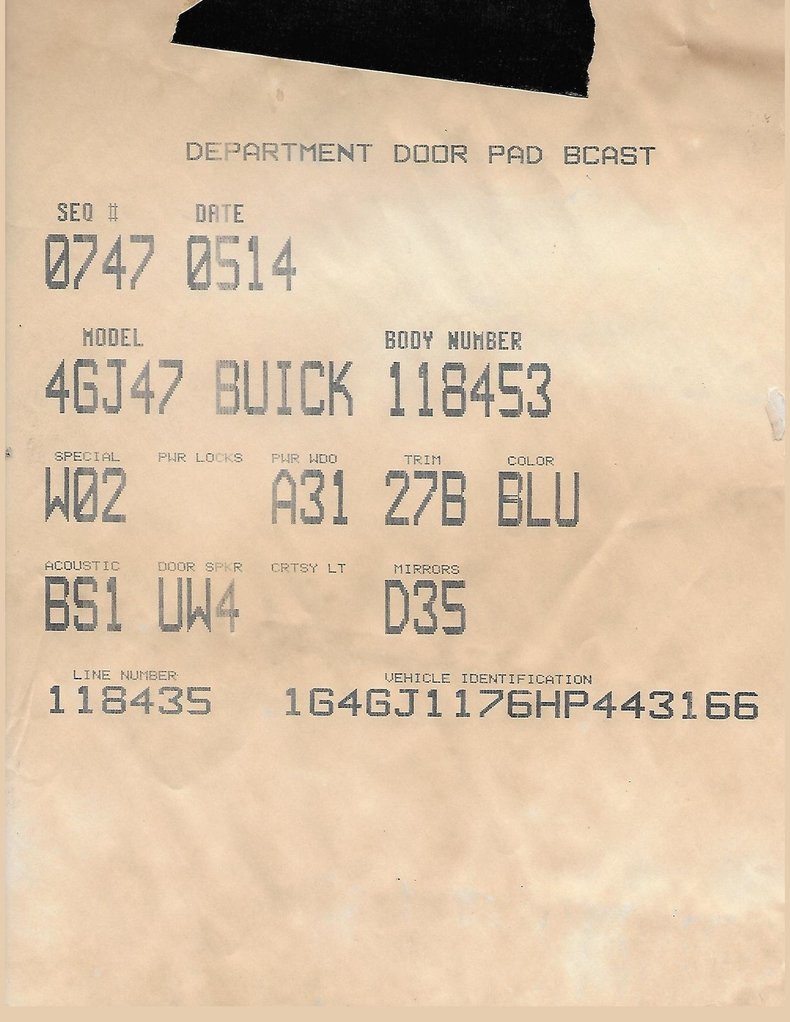 DEPARTMENT DOOR PAD BCAST
SEQ # DATE
0747 0514
MODEL BODY NUMBER
4GJ47 BUICK 118453
SPECIAL PWR LOCKS PWR WDO TRIM COLOR
W02 A31 27B BLU
ACOUSTIC DOOR SPKR CRTSY LT MIRRORS
BS1 UW4 D35
LINE NUMBER VEHICLE IDENTIFICATION
118435 1G4GJ1176HP443166